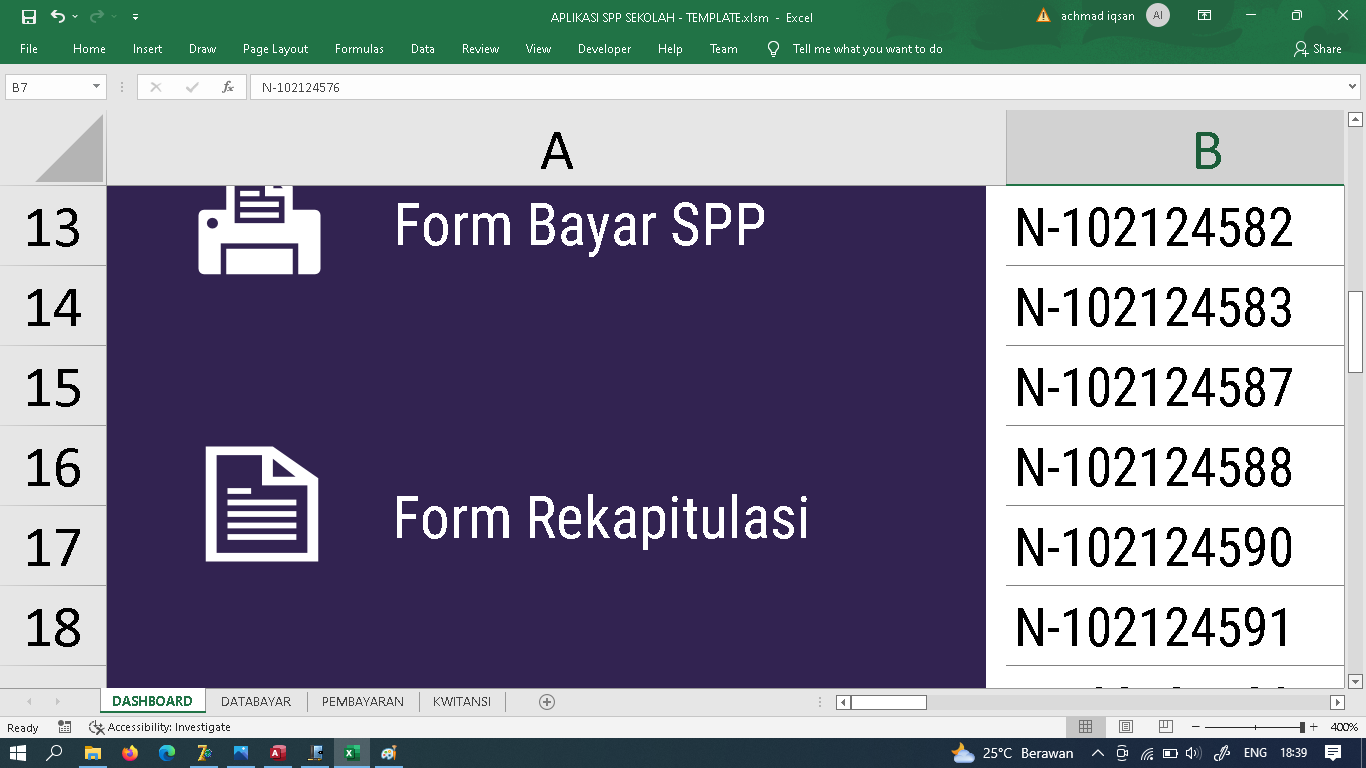 APLIKASI SPP SEKOLAH - TEMPLATE.xlsm - Excel
achmad iqsan
AI
File
Home
Insert
Draw
Page Layout
Formulas
Data
Review
View
Developer
Help
Team
Tell me what you want to do
Share
B7
fx
N-102124576
A
B
13
Form Bayar SPP
N-102124582
14
N-102124583
15
N-102124587
16
N-102124588
17
Form Rekapitulasi
N-102124590
18
N-102124591
DASHBOARD
DATABAYAR
PEMBAYARAN
KWITANSI
Ready
Accessibility: Investigate
400%
25°C Berawan
ENG
18:39